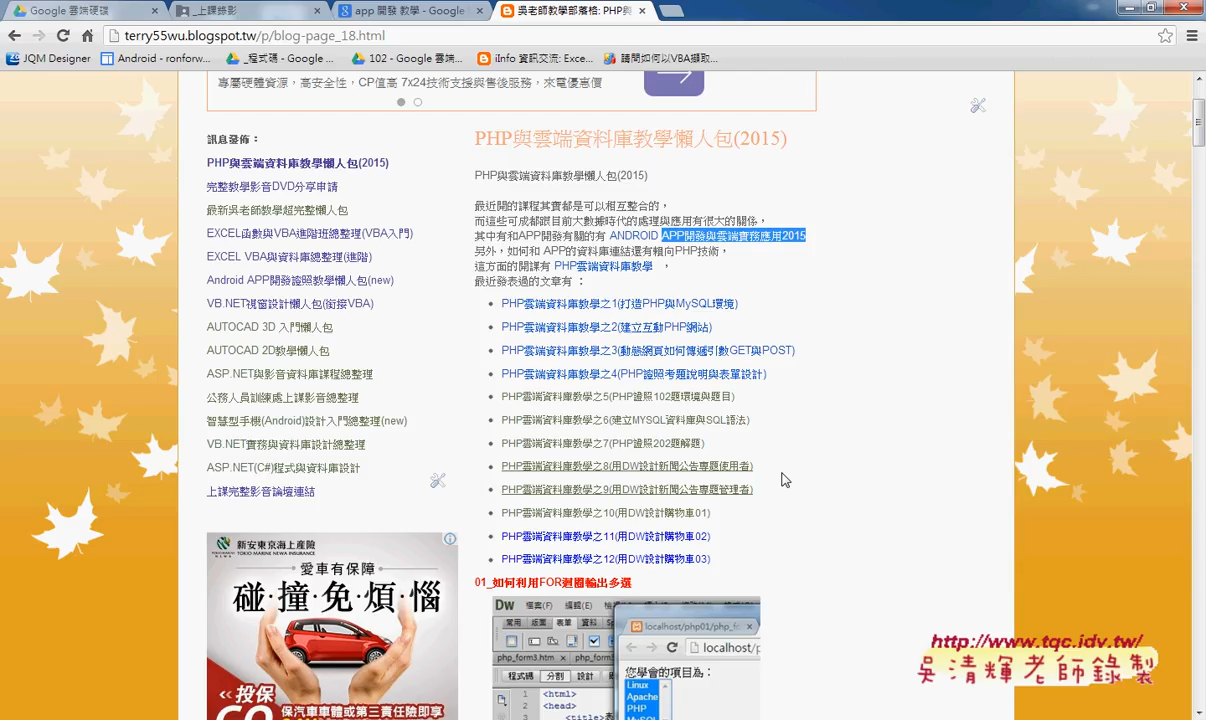 Google 雲端硬碟
_上課錄影
app 開發 教學 - Google
吳老師教學部落格: PHP與
terry55wu.blogspot.tw/p/blog-page_18.html
JQM Designer
Android - ronforw...
_程式碼 - Google ...
102 - Google 雲端...
iInfo 資訊交流: Exce...
請問如何以VBA擷取...
專屬硬體資源，高安全性，CP值高 7x24技術支援與售後服務，來電優惠價
訊息發佈：
PHP與雲端資料庫教學懶人包(2015)
完整教學影音DVD分享申請
最新吳老師教學超完整懶人包
EXCEL函數與VBA進階班總整理(VBA入門)
EXCEL VBA與資料庫總整理(進階)
Android APP開發證照教學懶人包(new)
VB.NET視窗設計懶人包(銜接VBA)
AUTOCAD 3D 入門懶人包
AUTOCAD 2D教學懶人包
ASP.NET與影音資料庫課程總整理
公務人員訓練處上課影音總整理
智慧型手機(Android)設計入門總整理(new)
VB.NET實務與資料庫設計總整理
ASP.NET(C#)程式與資料庫設計
上課完整影音論壇連結
PHP與雲端資料庫教學懶人包(2015)
PHP與雲端資料庫教學懶人包(2015)
最近開的課程其實都是可以相互整合的，
而這些可成都跟目前大數據時代的處理與應用有很大的關係，
其中有和APP開發有關的有 ANDROID APP開發與雲端實務應用2015
另外，如何和 APP的資料庫連結還有賴向PHP技術，
這方面的開課有 PHP雲端資料庫教學 ，
最近發表過的文章有：
PHP雲端資料庫教學之1(打造PHP與MySQL環境)
PHP雲端資料庫教學之2(建立互動PHP網站)
PHP雲端資料庫教學之3(動態網頁如何傳遞引數GET與POST)
PHP雲端資料庫教學之4(PHP證照考題說明與表單設計)
PHP雲端資料庫教學之5(PHP證照102題環境與題目)
PHP雲端資料庫教學之6(建立MYSQL資料庫與SQL語法)
PHP雲端資料庫教學之7(PHP證照202題解題)
PHP雲端資料庫教學之8(用DW設計新聞公告專題使用者)
PHP雲端資料庫教學之9(用DW設計新聞公告專題管理者)
PHP雲端資料庫教學之10(用DW設計購物車01)
PHP雲端資料庫教學之11(用DW設計購物車02)
PHP雲端資料庫教學之12(用DW設計購物車03)
01_如何利用FOR迴圈輸出多選
新安東京海上產險
TOKIO MARINE NEWA INSURANCE
愛車有保障
碰·撞·免·煩·惱
投保
GO
保汽車車體或第三責任險即享
Dw 檔案(F) 編輯(E)
常用 版面 表單 資料
php_form3.htm
程式碼 分割 設計
1 <html>
2 <head>
3 <title>表
localhost/php01/php_fo
localhost/p
您學會的項目為：
Linux
Apache
PHP
MySQL
http://www.tqc.idv.tw/
吳清輝老師錄製